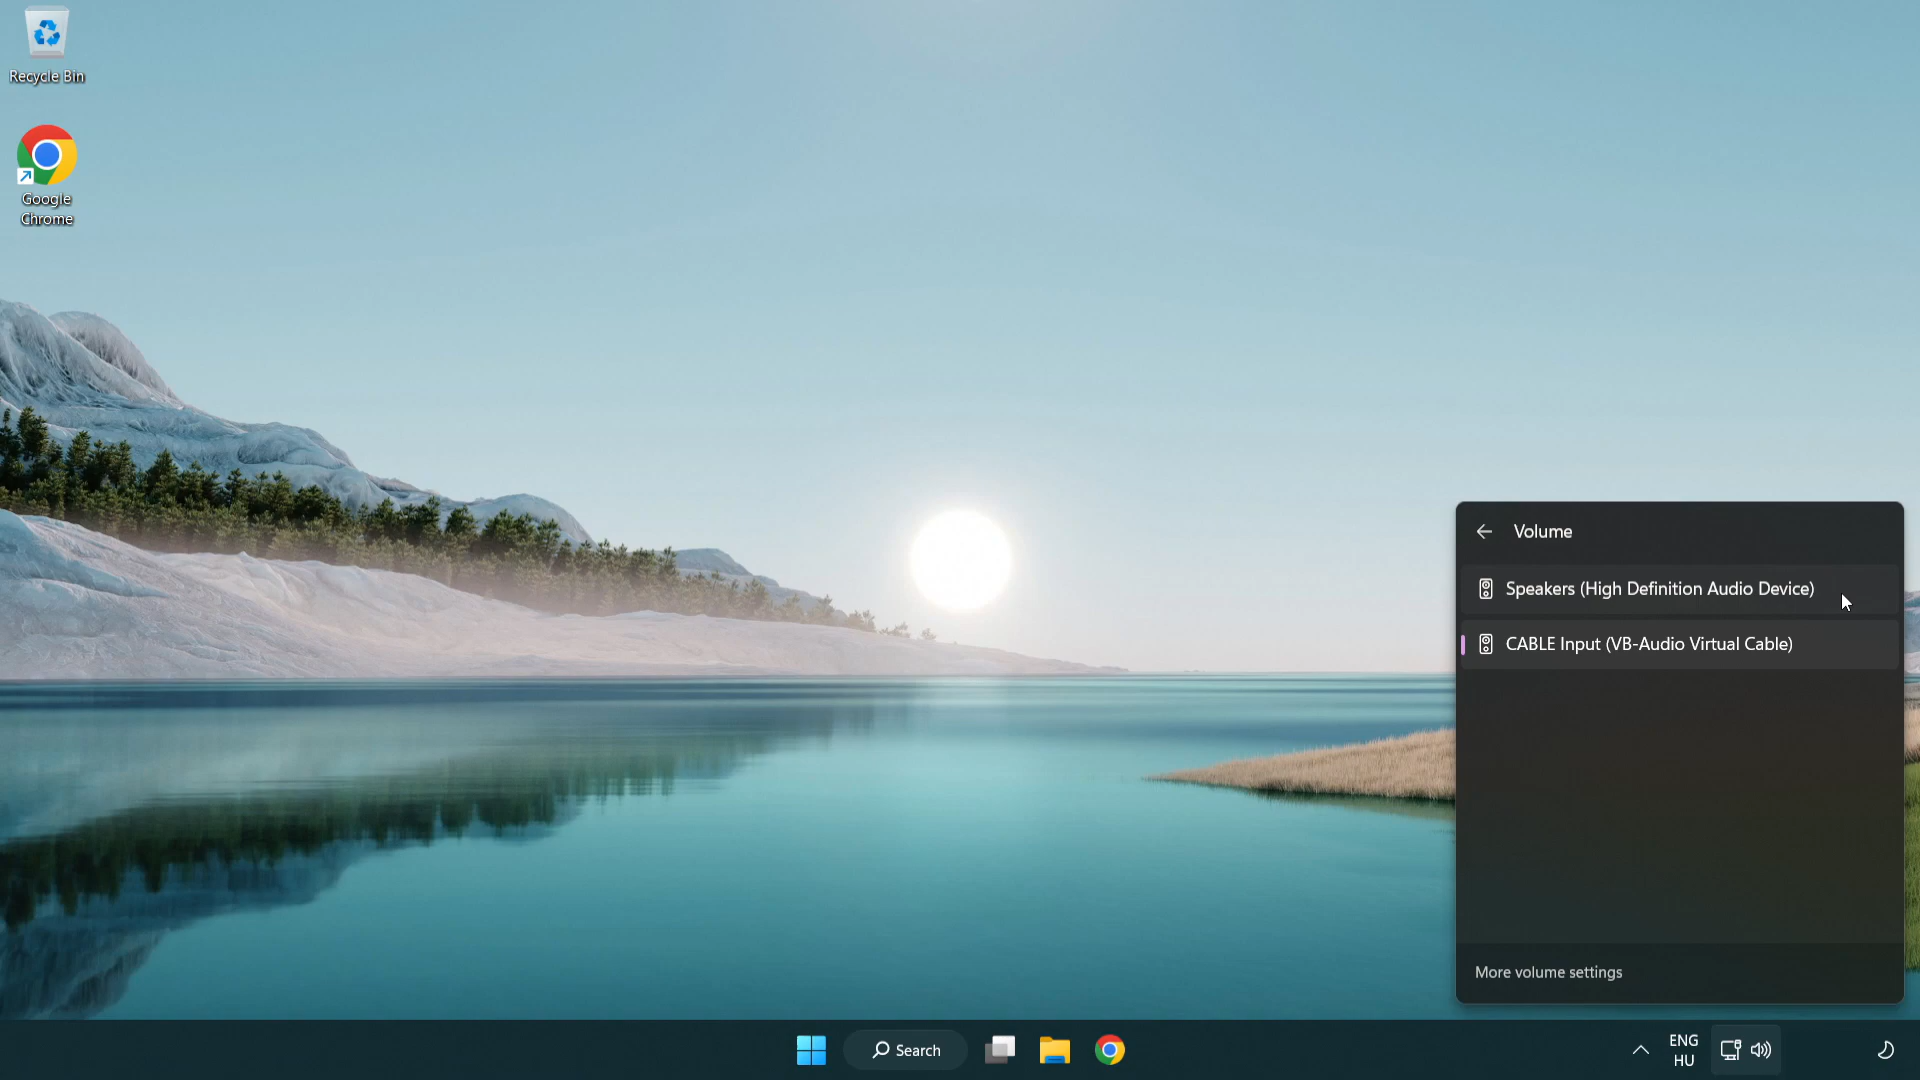 Recycle Bin
Google
Chrome
Volume
Speakers (High Definition Audio Device)
CABLE Input (VB-Audio Virtual Cable)
More volume settings
Search
ENG
HU